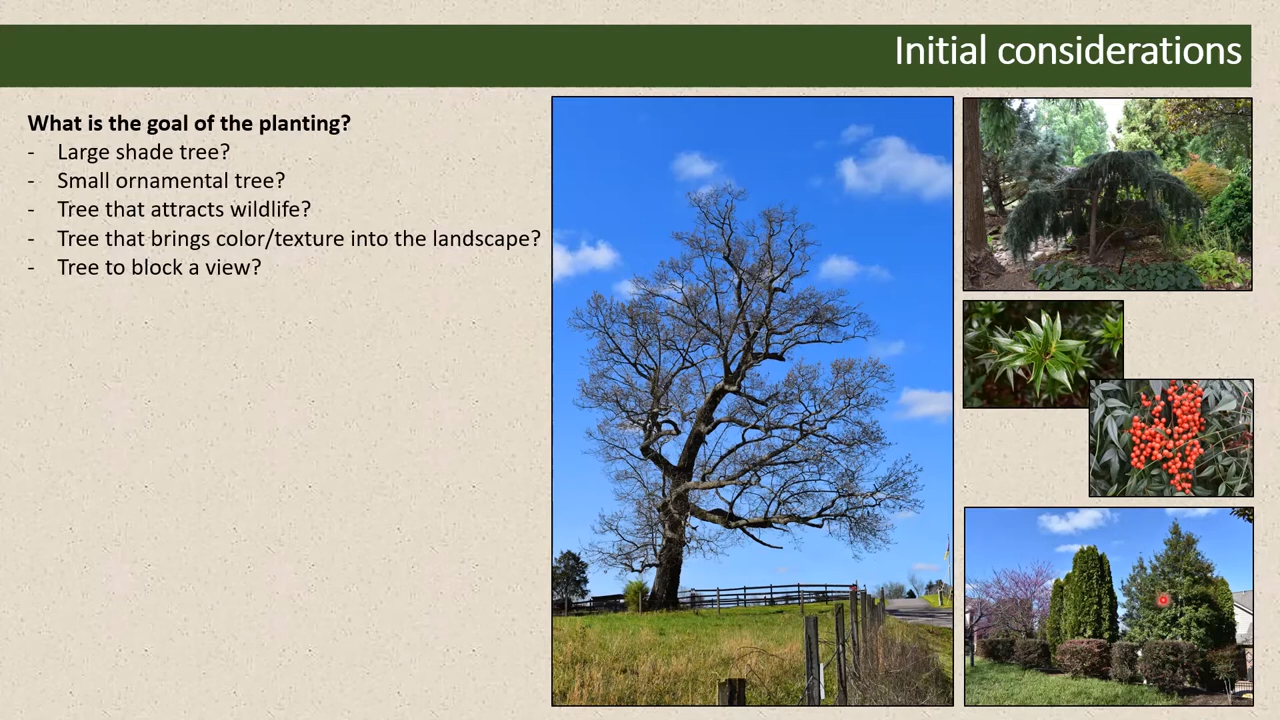 Initial considerations
What is the goal of the planting?
- Large shade tree?
- Small ornamental tree?
- Tree that attracts wildlife?
- Tree that brings color/texture into the landscape?
- Tree to block a view?